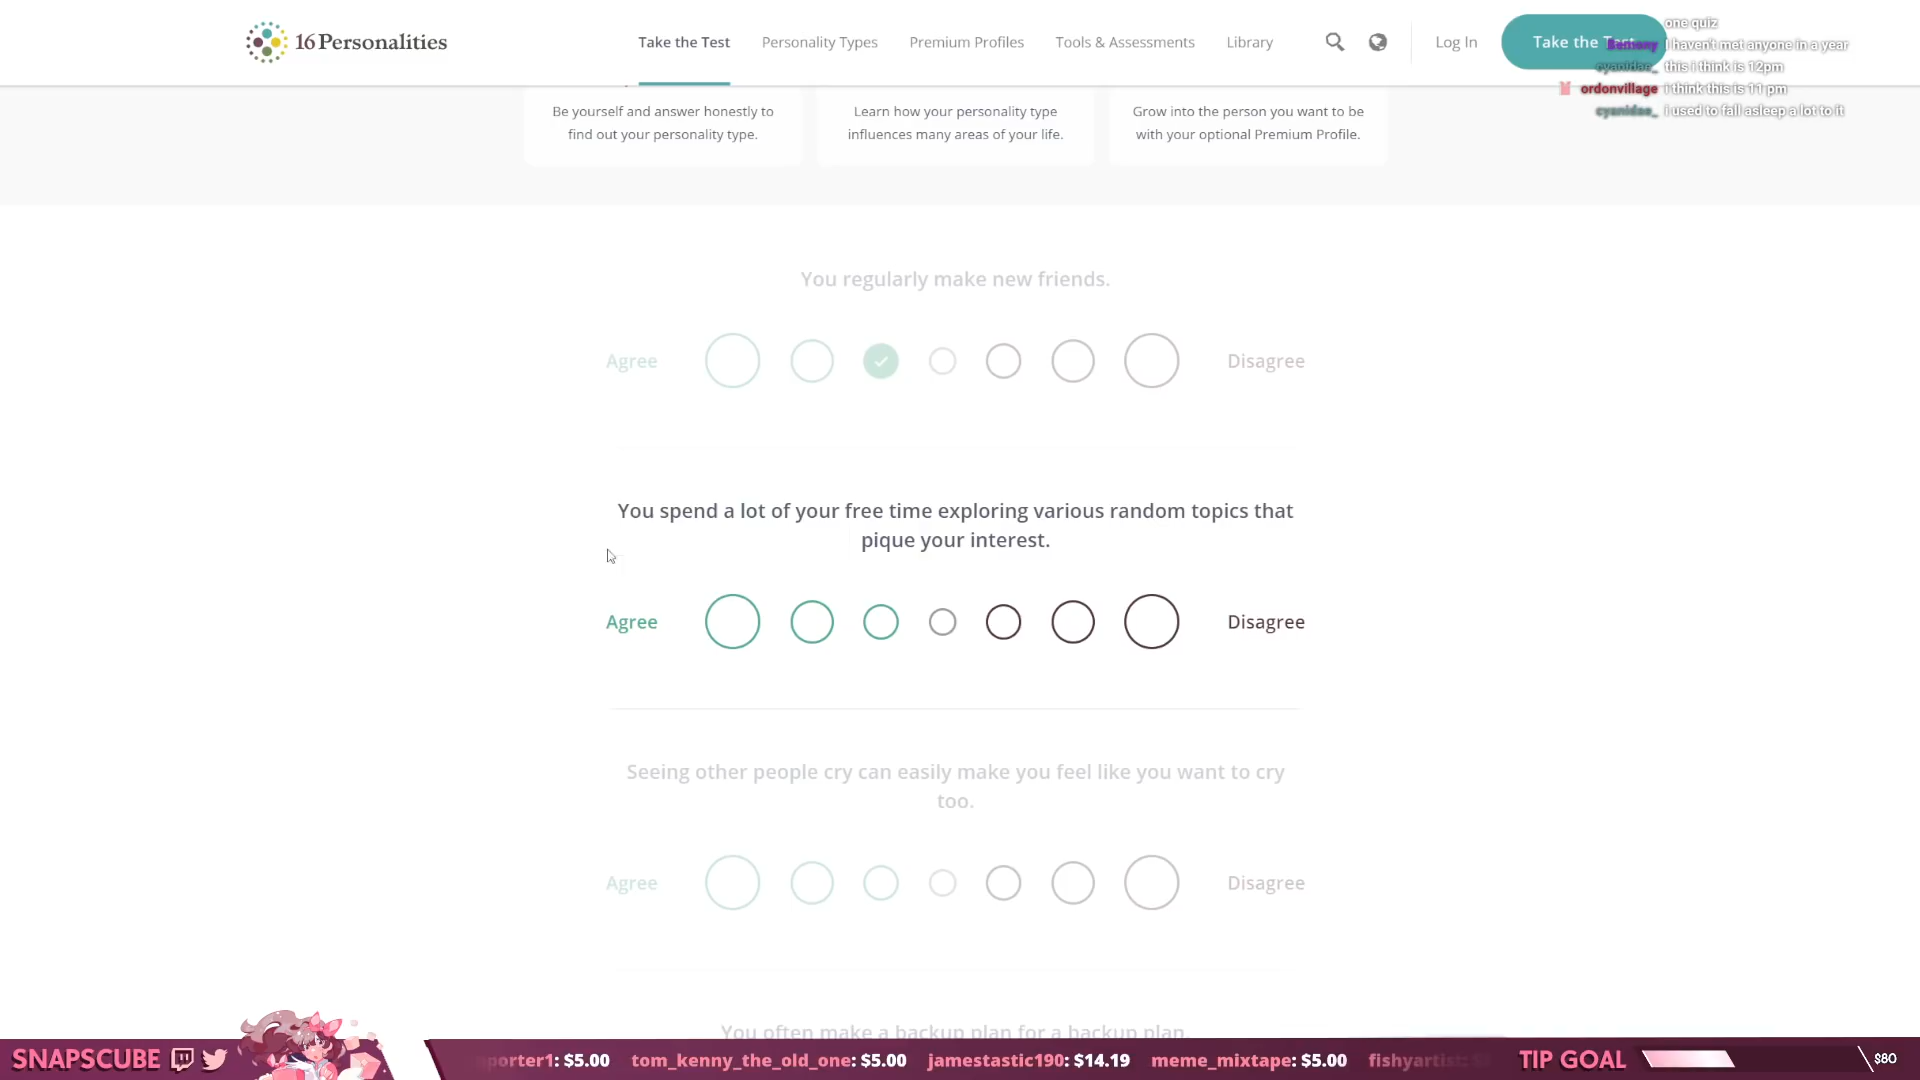 16Personalities
Take the Test
Personality Types
Premium Profiles
Tools & Assessments
Library
Log In
Take the Test
one quiz
Bemony I haven't met anyone in a year
cyanidae_ this i think is 12pm
ordonvillage i think this is 11 pm
cyanidae_ i used to fall asleep a lot to it
Be yourself and answer honestly to
find out your personality type.
Learn how your personality type
influences many areas of your life.
Grow into the person you want to be
with your optional Premium Profile.
You regularly make new friends.
Agree
Disagree
You spend a lot of your free time exploring various random topics that
pique your interest.
Agree
Disagree
Seeing other people cry can easily make you feel like you want to cry
too.
Agree
Disagree
You often make a backup plan for a backup plan.
SNAPSCUBE
porter1: $5.00 tom_kenny_the_old_one: $5.00 jamestastic190: $14.19 meme_mixtape: $5.00
TIP GOAL
$80